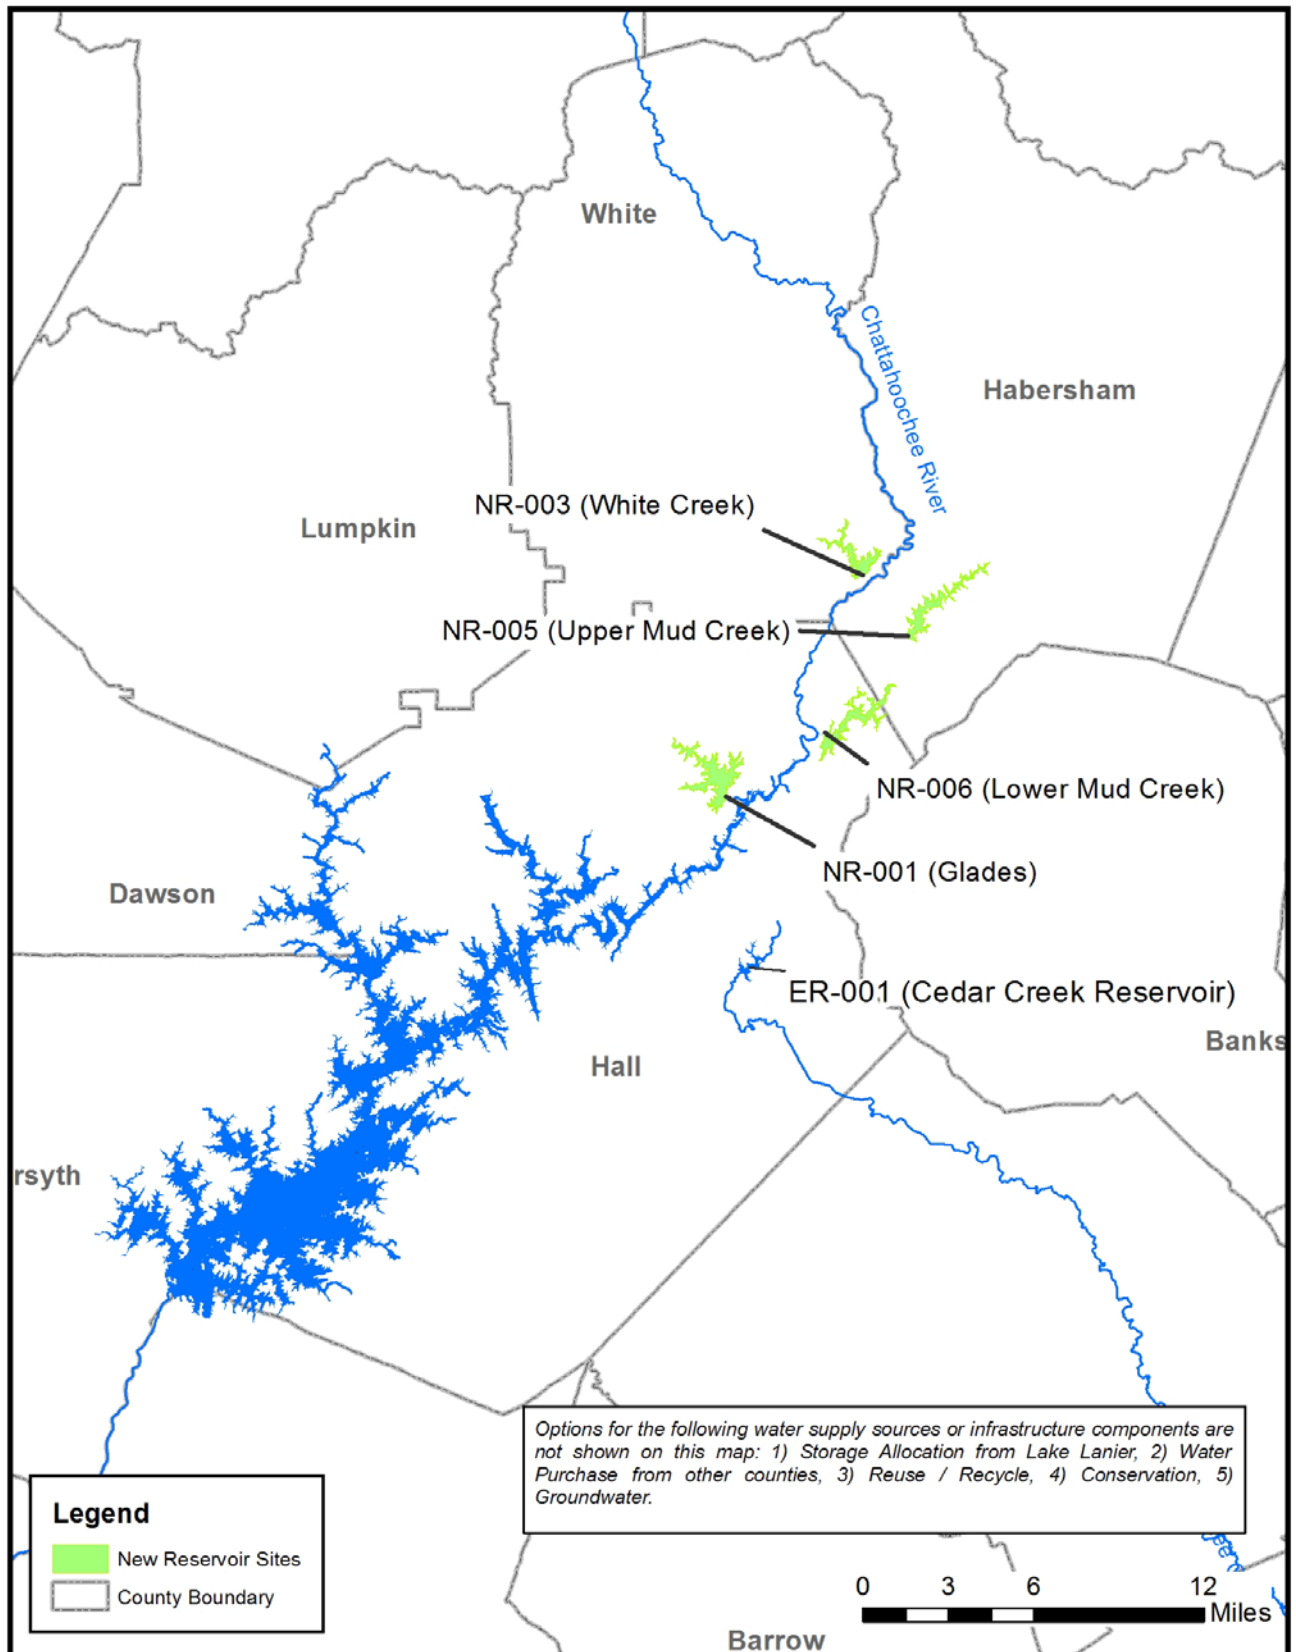 White
Chattahoochee River
Habersham
NR-003 (White Creek)
Lumpkin
NR-005 (Upper Mud Creek)
NR-006 (Lower Mud Creek)
NR-001 (Glades)
Dawson
ER-001 (Cedar Creek Reservoir)
Banks
Hall
rsyth
Options for the following water supply sources or infrastructure components are
not shown on this map: 1) Storage Allocation from Lake Lanier, 2) Water
Purchase from other counties, 3) Reuse / Recycle, 4) Conservation, 5)
Groundwater.
Legend
New Reservoir Sites
County Boundary
0 3 6 12
Miles
Barrow